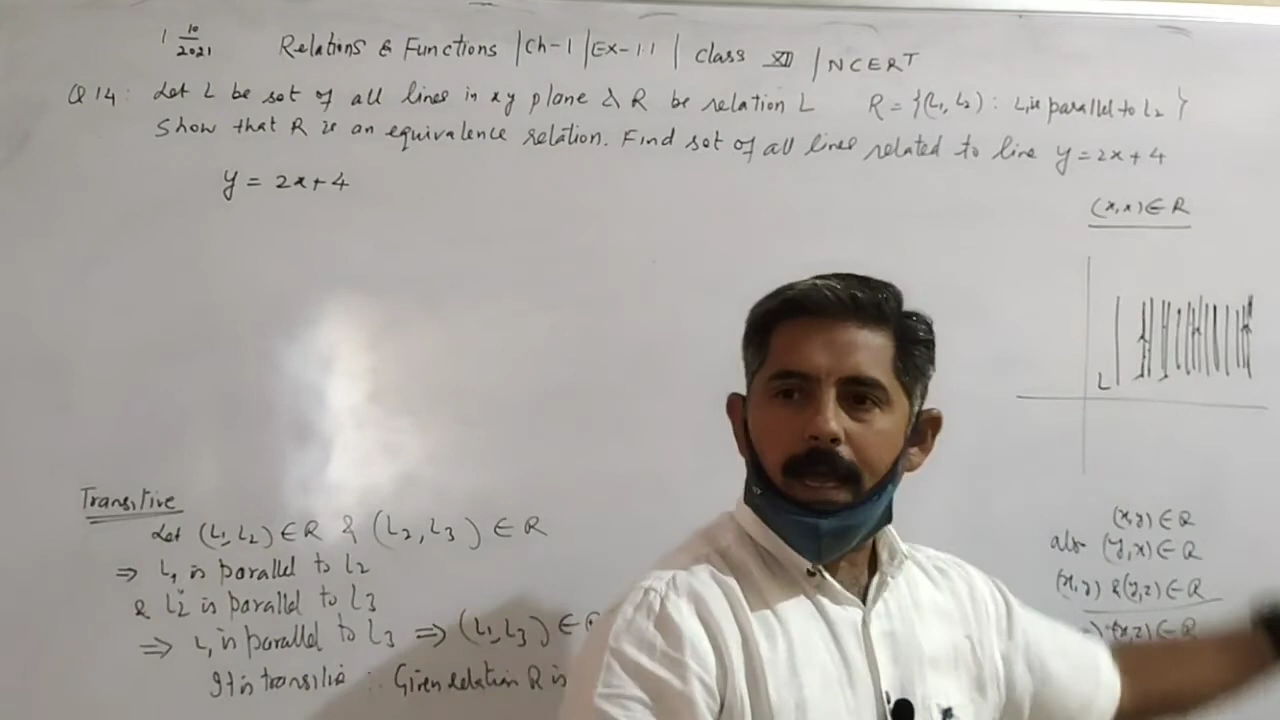 1 10/2021 Relations & Functions | Ch-1 | Ex-1.1 | Class XII | NCERT
Q 14: Let L be set of all lines in xy plane & R be relation L R = {(L1, L2) : L1 is parallel to L2 }
Show that R is an equivalence relation. Find set of all lines related to line y = 2x + 4
y = 2x + 4
(x, x) ∈ R
L
Transitive
Let (L1, L2) ∈ R & (L2, L3) ∈ R
⇒ L1 is parallel to L2
& L2 is parallel to L3
⇒ L1 is parallel to L3 ⇒ (L1, L3) ∈ R
It is transitive ∴ Given relation R is
(x, y) ∈ R
also (y, x) ∈ R
(x, y) & (y, z) ∈ R
⇒ (x, z) ∈ R